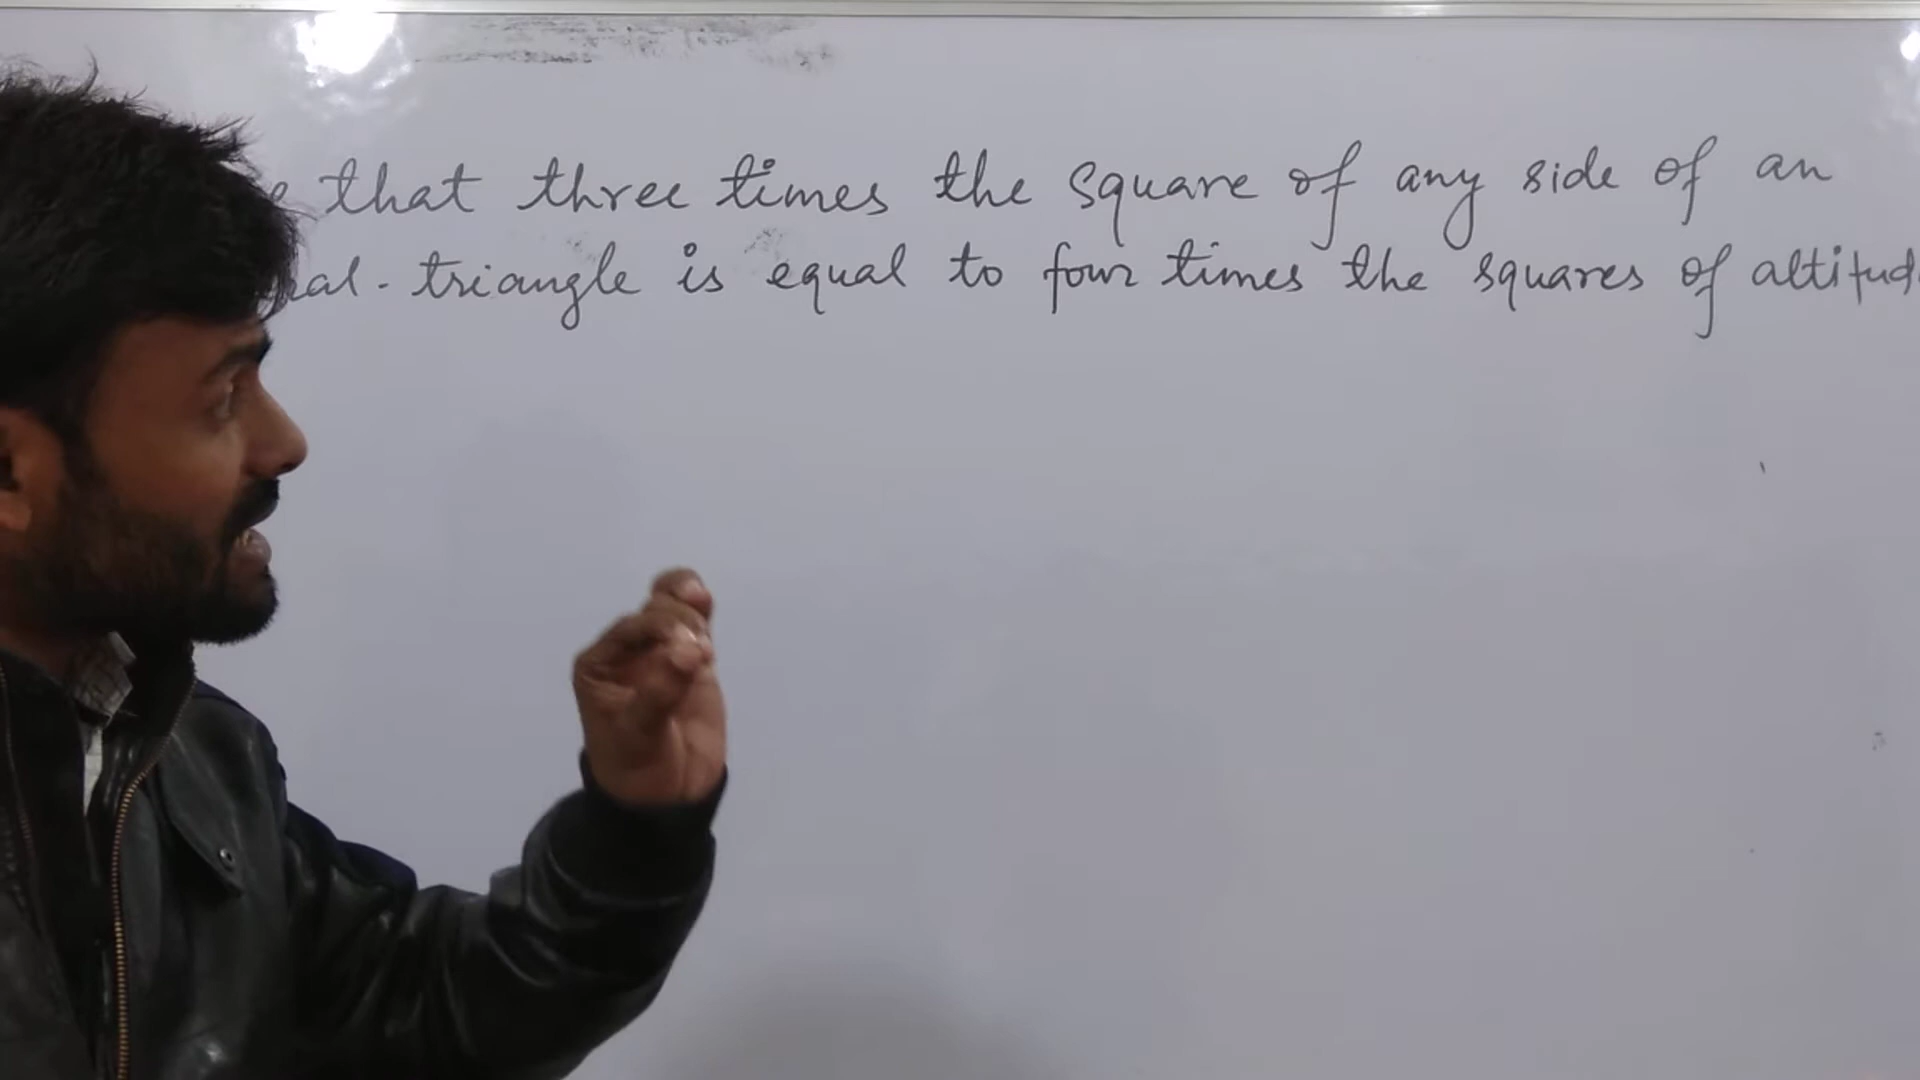 that three times the square of any side of an
triangle is equal to four times the squares of altitud